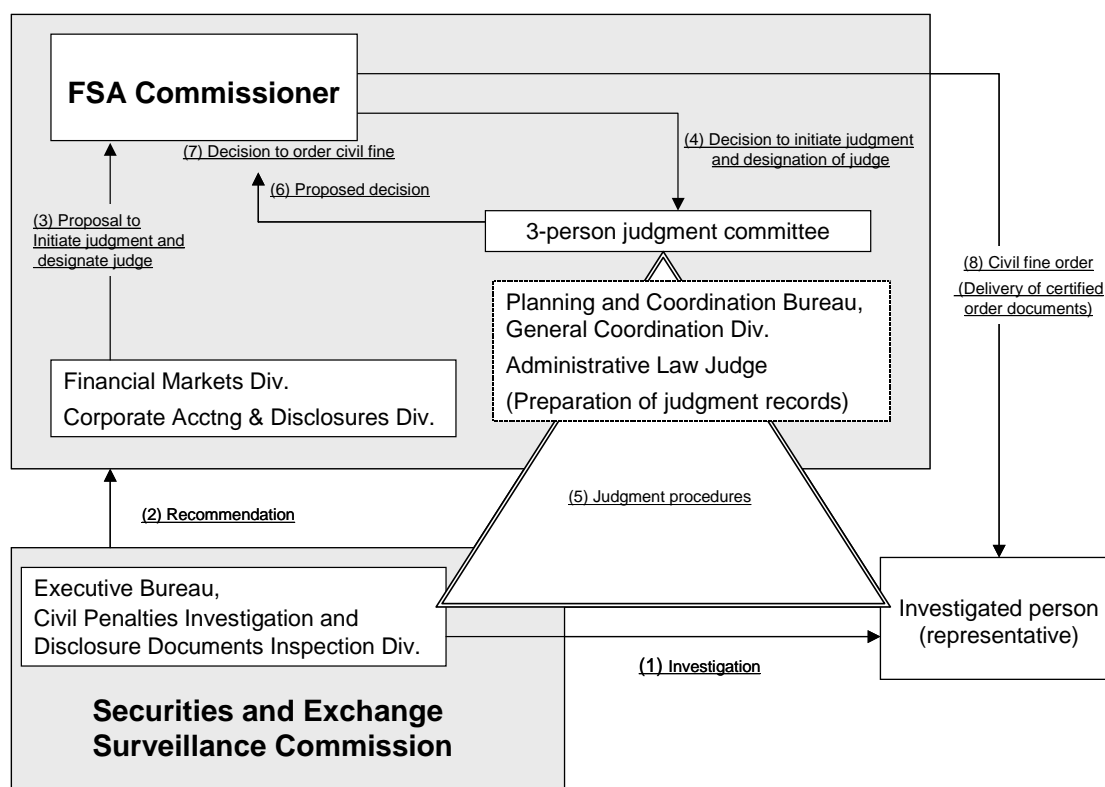 FSA Commissioner
(7) Decision to order civil fine
(6) Proposed decision
(4) Decision to initiate judgment
and designation of judge
(3) Proposal to
Initiate judgment and
designate judge
3-person judgment committee
(8) Civil fine order
(Delivery of certified
order documents)
Planning and Coordination Bureau,
General Coordination Div.
Administrative Law Judge
(Preparation of judgment records)
Financial Markets Div.
Corporate Acctng & Disclosures Div.
(5) Judgment procedures
(2) Recommendation
Executive Bureau,
Civil Penalties Investigation and
Disclosure Documents Inspection Div.
Investigated person
(representative)
(1) Investigation
Securities and Exchange
Surveillance Commission